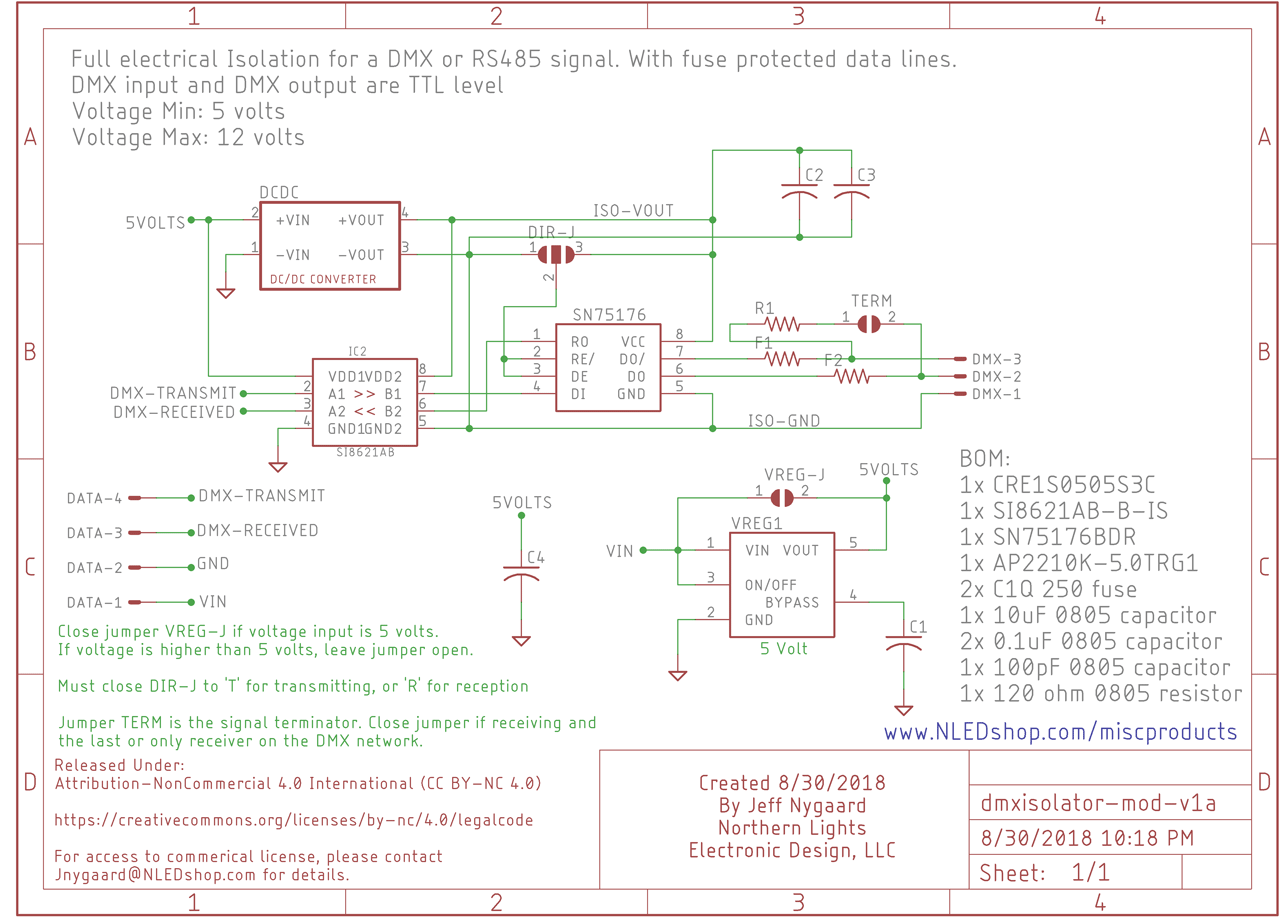 1 2 3 4
Full electrical Isolation for a DMX or RS485 signal. With fuse protected data lines.
DMX input and DMX output are TTL level
Voltage Min: 5 volts
Voltage Max: 12 volts
A A
DCDC
5VOLTS 2 +VIN +VOUT 4
1 -VIN -VOUT 3
DC/DC CONVERTER
ISO-VOUT
C2 C3
DIR-J
1 3
2
B B
IC2
VDD1VDD2 8
DMX-TRANSMIT 2 A1 >> B1 7
DMX-RECEIVED 3 A2 << B2 6
4 GND1GND2 5
SI8621AB
SN75176
1 RO VCC 8
2 RE/ DO/ 7
3 DE DO 6
4 DI GND 5
R1 TERM
1 2
F1
F2
DMX-3
DMX-2
DMX-1
ISO-GND
C C
DATA-4 DMX-TRANSMIT
DATA-3 DMX-RECEIVED
DATA-2 GND
DATA-1 VIN
5VOLTS
C4
VREG-J
1 2
5VOLTS
VREG1
VIN 1 VIN VOUT 5
3 ON/OFF
BYPASS 4
2 GND
5 Volt
C1
BOM:
1x CRE1S0505S3C
1x SI8621AB-B-IS
1x SN75176BDR
1x AP2210K-5.0TRG1
2x C1Q 250 fuse
1x 10uF 0805 capacitor
2x 0.1uF 0805 capacitor
1x 100pF 0805 capacitor
1x 120 ohm 0805 resistor
www.NLEDshop.com/miscproducts
Close jumper VREG-J if voltage input is 5 volts.
If voltage is higher than 5 volts, leave jumper open.
Must close DIR-J to 'T' for transmitting, or 'R' for reception
Jumper TERM is the signal terminator. Close jumper if receiving and
the last or only receiver on the DMX network.
D D
Released Under:
Attribution-NonCommercial 4.0 International (CC BY-NC 4.0)
https://creativecommons.org/licenses/by-nc/4.0/legalcode
For access to commerical license, please contact
Jnygaard@NLEDshop.com for details.
Created 8/30/2018
By Jeff Nygaard
Northern Lights
Electronic Design, LLC
dmxisolator-mod-v1a
8/30/2018 10:18 PM
Sheet: 1/1
1 2 3 4